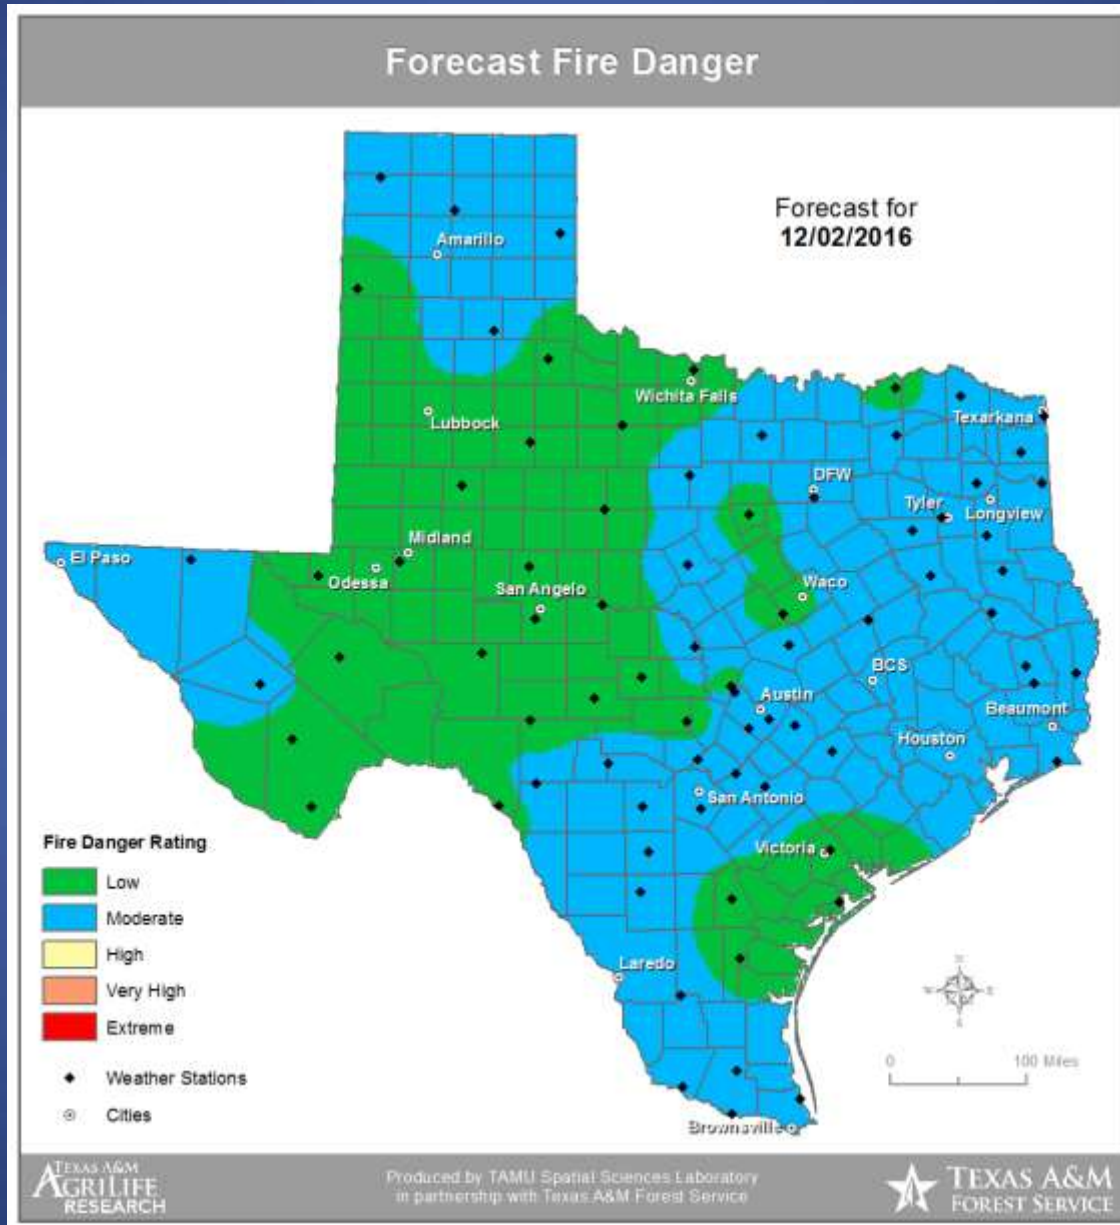 Forecast Fire Danger
Forecast for
12/02/2016
Amarillo
Wichita Falls
Lubbock
Texarkana
DFW
Tyler
Longview
Midland
El Paso
Odessa
San Angelo
Waco
BCS
Austin
Beaumont
Houston
San Antonio
Victoria
Laredo
Brownsville
Fire Danger Rating
Low
Moderate
High
Very High
Extreme
Weather Stations
Cities
N
W E
S
0 100 Miles
TEXAS A&M
AGRILIFE
RESEARCH
Produced by TAMU Spatial Sciences Laboratory
in partnership with Texas A&M Forest Service
TEXAS A&M
FOREST SERVICE